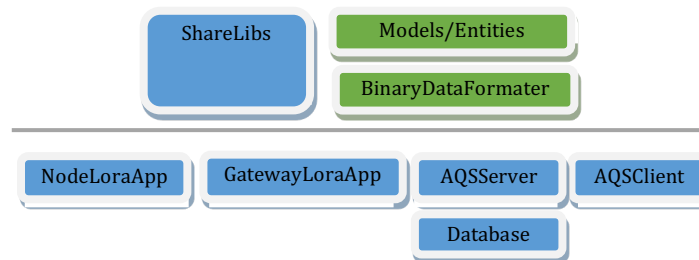 ShareLibs
Models/Entities
BinaryDataFormater
NodeLoraApp
GatewayLoraApp
AQSServer
AQSClient
Database